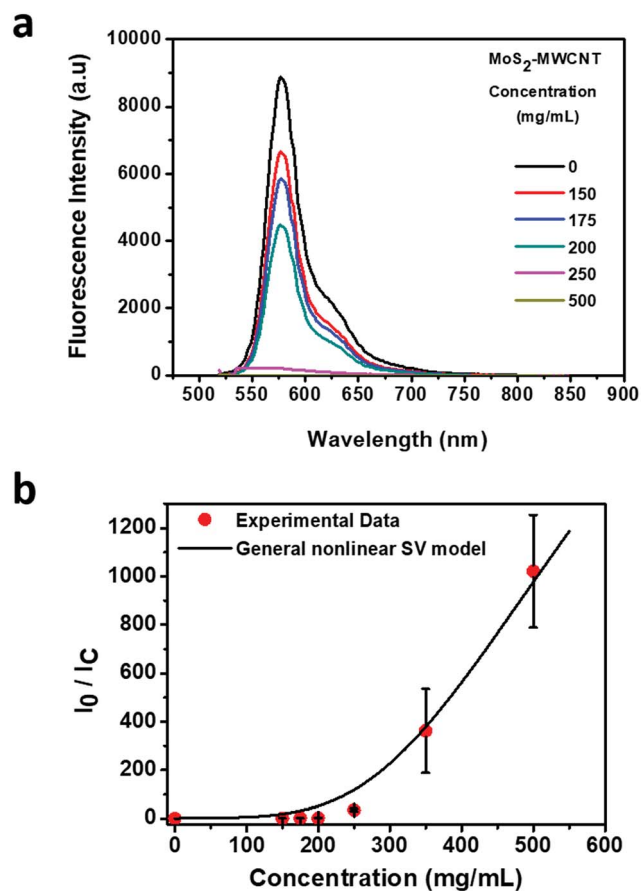 a
10000
8000
6000
4000
2000
0
Fluorescence Intensity (a.u)
MoS2-MWCNT
Concentration
(mg/mL)
0
150
175
200
250
500
500 550 600 650 700 750 800 850 900
Wavelength (nm)
b
1200
1000
800
600
400
200
0
I0 / IC
Experimental Data
General nonlinear SV model
0 100 200 300 400 500 600
Concentration (mg/mL)